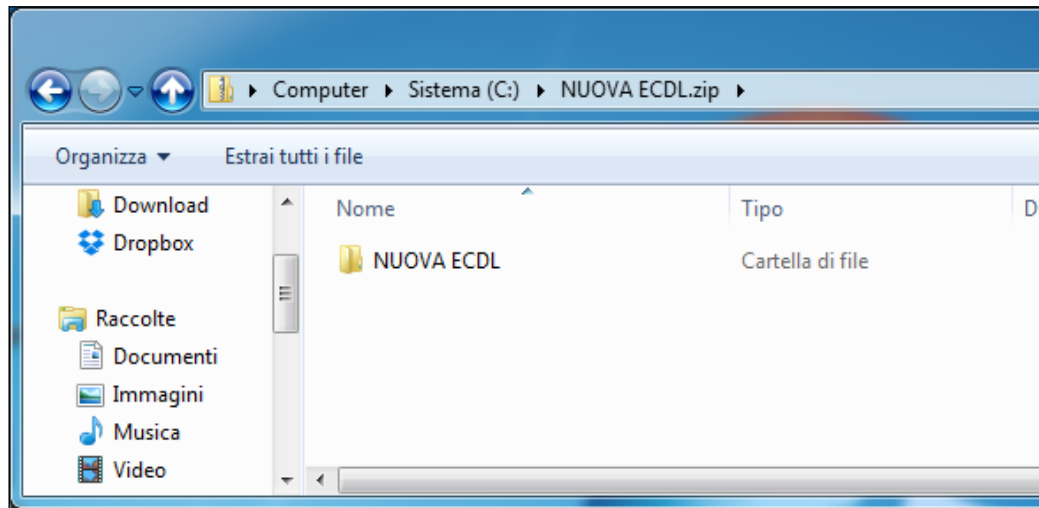 Computer Sistema (C:) NUOVA ECDL.zip
Organizza Estrai tutti i file
Download
Dropbox
Raccolte
Documenti
Immagini
Musica
Video
Nome Tipo D
NUOVA ECDL Cartella di file